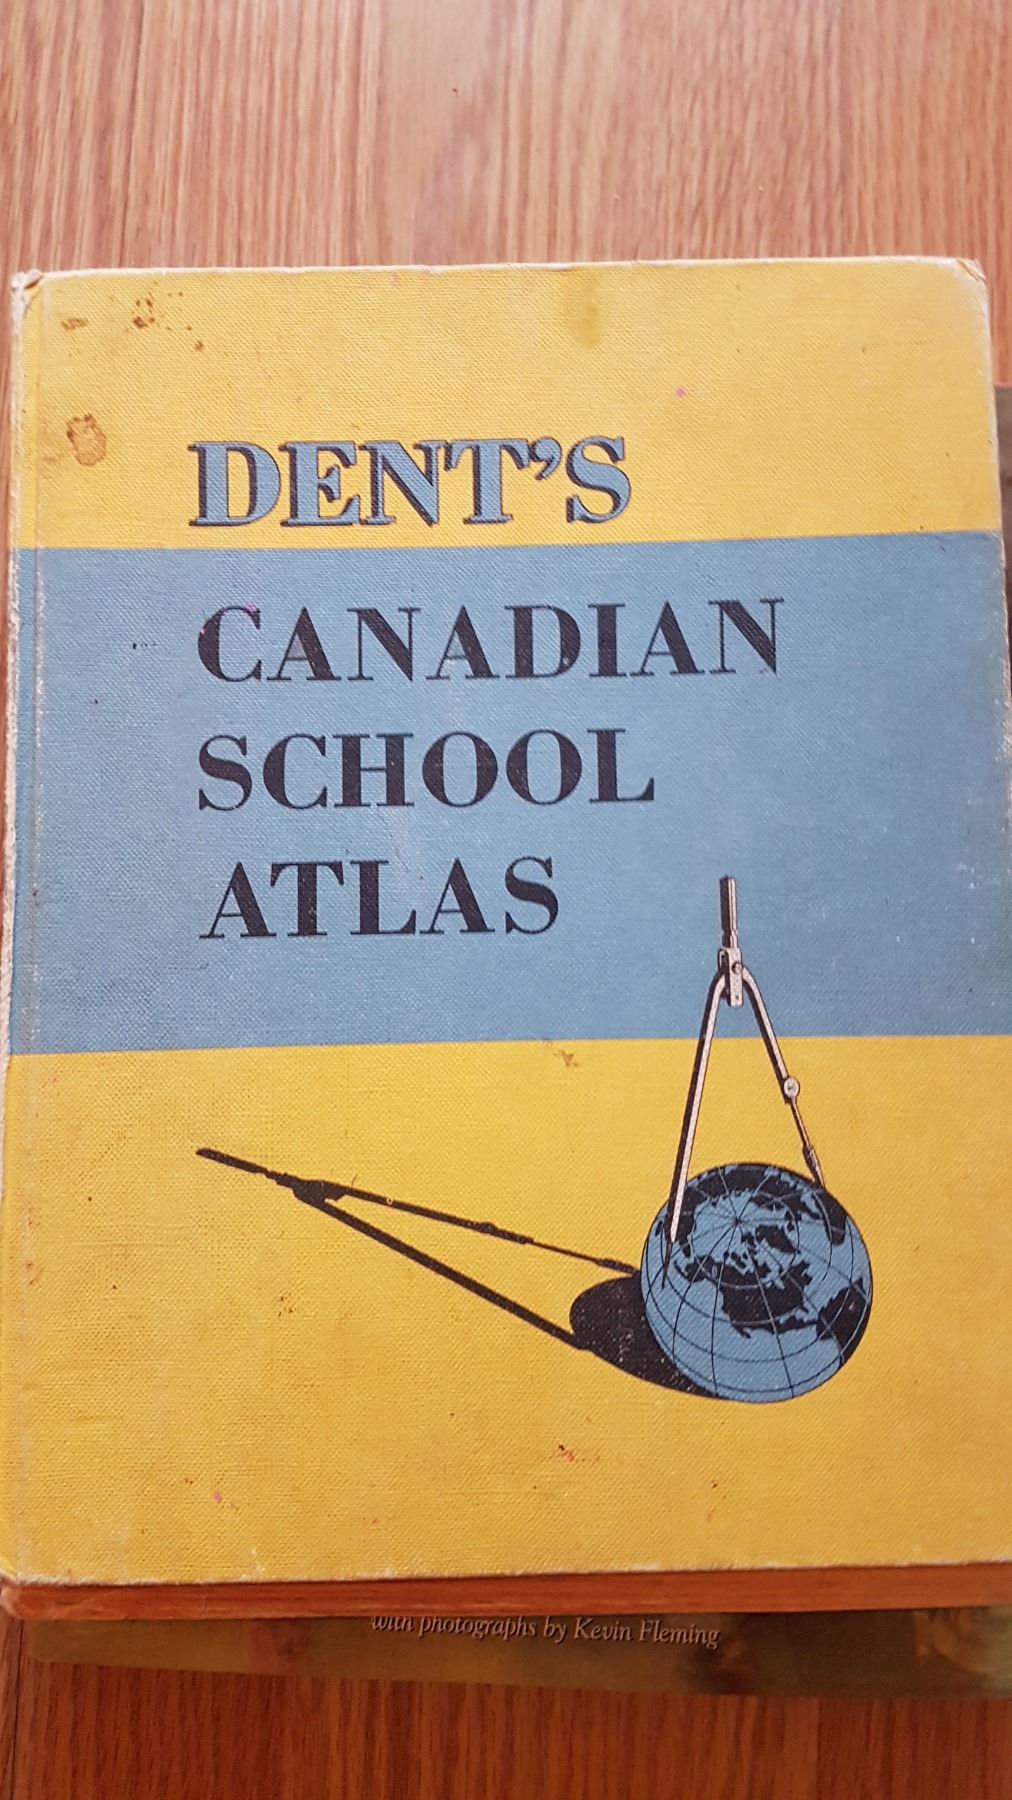 DENT'S
CANADIAN
SCHOOL
ATLAS
with photographs by Kevin Fleming